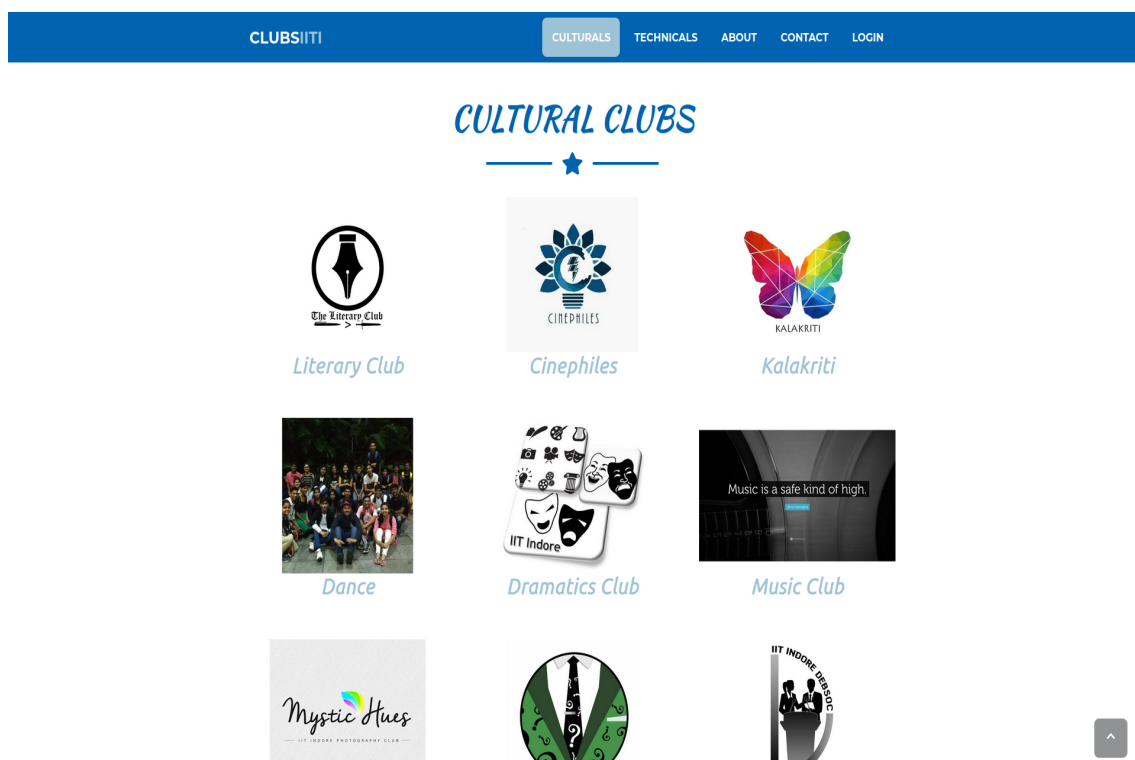 CLUBSIITI
CULTURALS TECHNICALS ABOUT CONTACT LOGIN
CULTURAL CLUBS
The Literary Club
>
CINEPHILES
KALAKRITI
Literary Club Cinephiles Kalakriti
IIT Indore
Music is a safe kind of high.
Dance Dramatics Club Music Club
Mystic Hues
IIT INDORE PHOTOGRAPHY CLUB
IIT INDORE DEBSOC